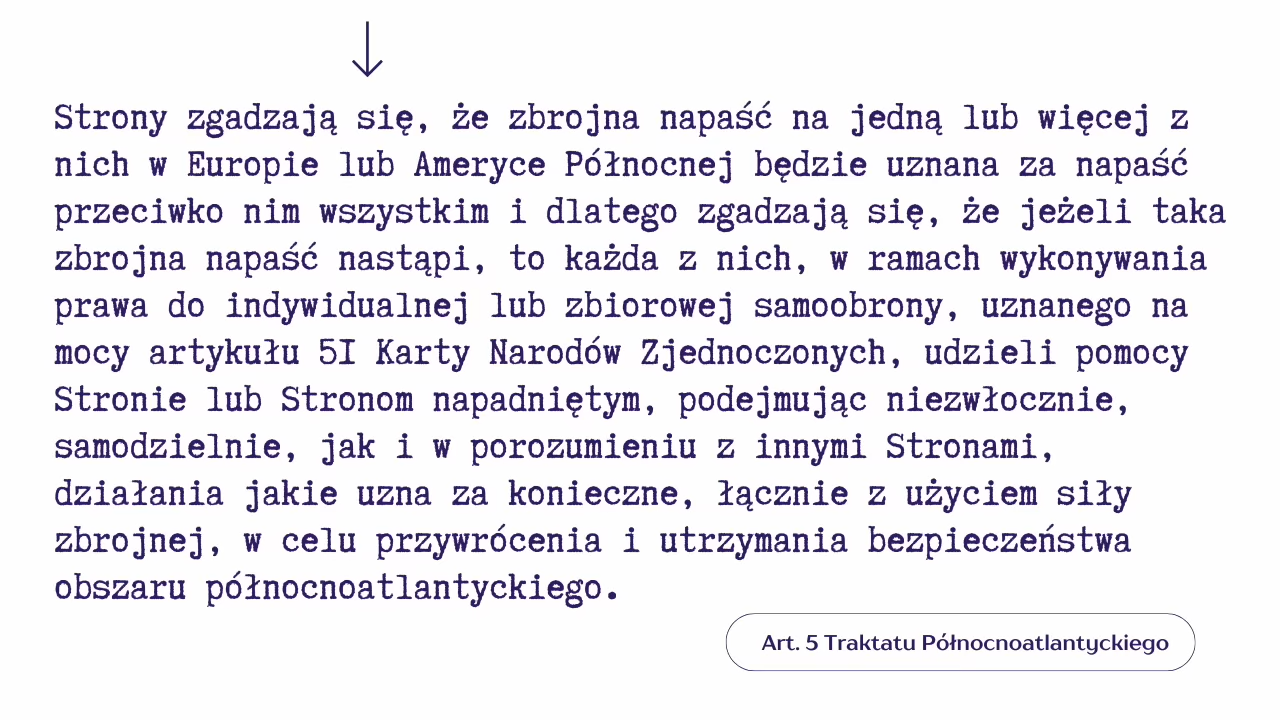 Strony zgadzają się, że zbrojna napaść na jedną lub więcej z
nich w Europie lub Ameryce Północnej będzie uznana za napaść
przeciwko nim wszystkim i dlatego zgadzają się, że jeżeli taka
zbrojna napaść nastąpi, to każda z nich, w ramach wykonywania
prawa do indywidualnej lub zbiorowej samoobrony, uznanego na
mocy artykułu 5I Karty Narodów Zjednoczonych, udzieli pomocy
Stronie lub Stronom napadniętym, podejmując niezwłocznie,
samodzielnie, jak i w porozumieniu z innymi Stronami,
działania jakie uzna za konieczne, łącznie z użyciem siły
zbrojnej, w celu przywrócenia i utrzymania bezpieczeństwa
obszaru północnoatlantyckiego.
Art. 5 Traktatu Północnoatlantyckiego